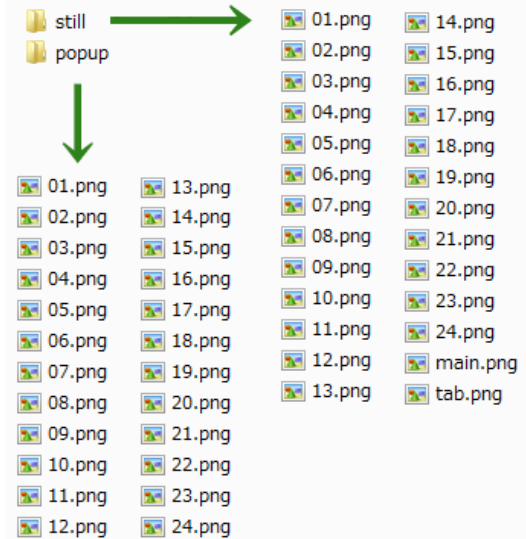 still
popup
01.png
02.png
03.png
04.png
05.png
06.png
07.png
08.png
09.png
10.png
11.png
12.png
13.png
14.png
15.png
16.png
17.png
18.png
19.png
20.png
21.png
22.png
23.png
24.png
main.png
tab.png
01.png
02.png
03.png
04.png
05.png
06.png
07.png
08.png
09.png
10.png
11.png
12.png
13.png
14.png
15.png
16.png
17.png
18.png
19.png
20.png
21.png
22.png
23.png
24.png